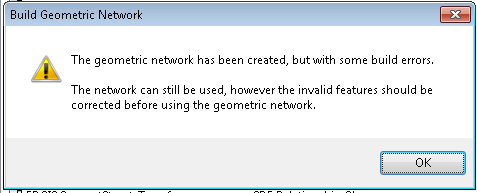 Build Geometric Network
The geometric network has been created, but with some build errors.
The network can still be used, however the invalid features should be
corrected before using the geometric network.
OK